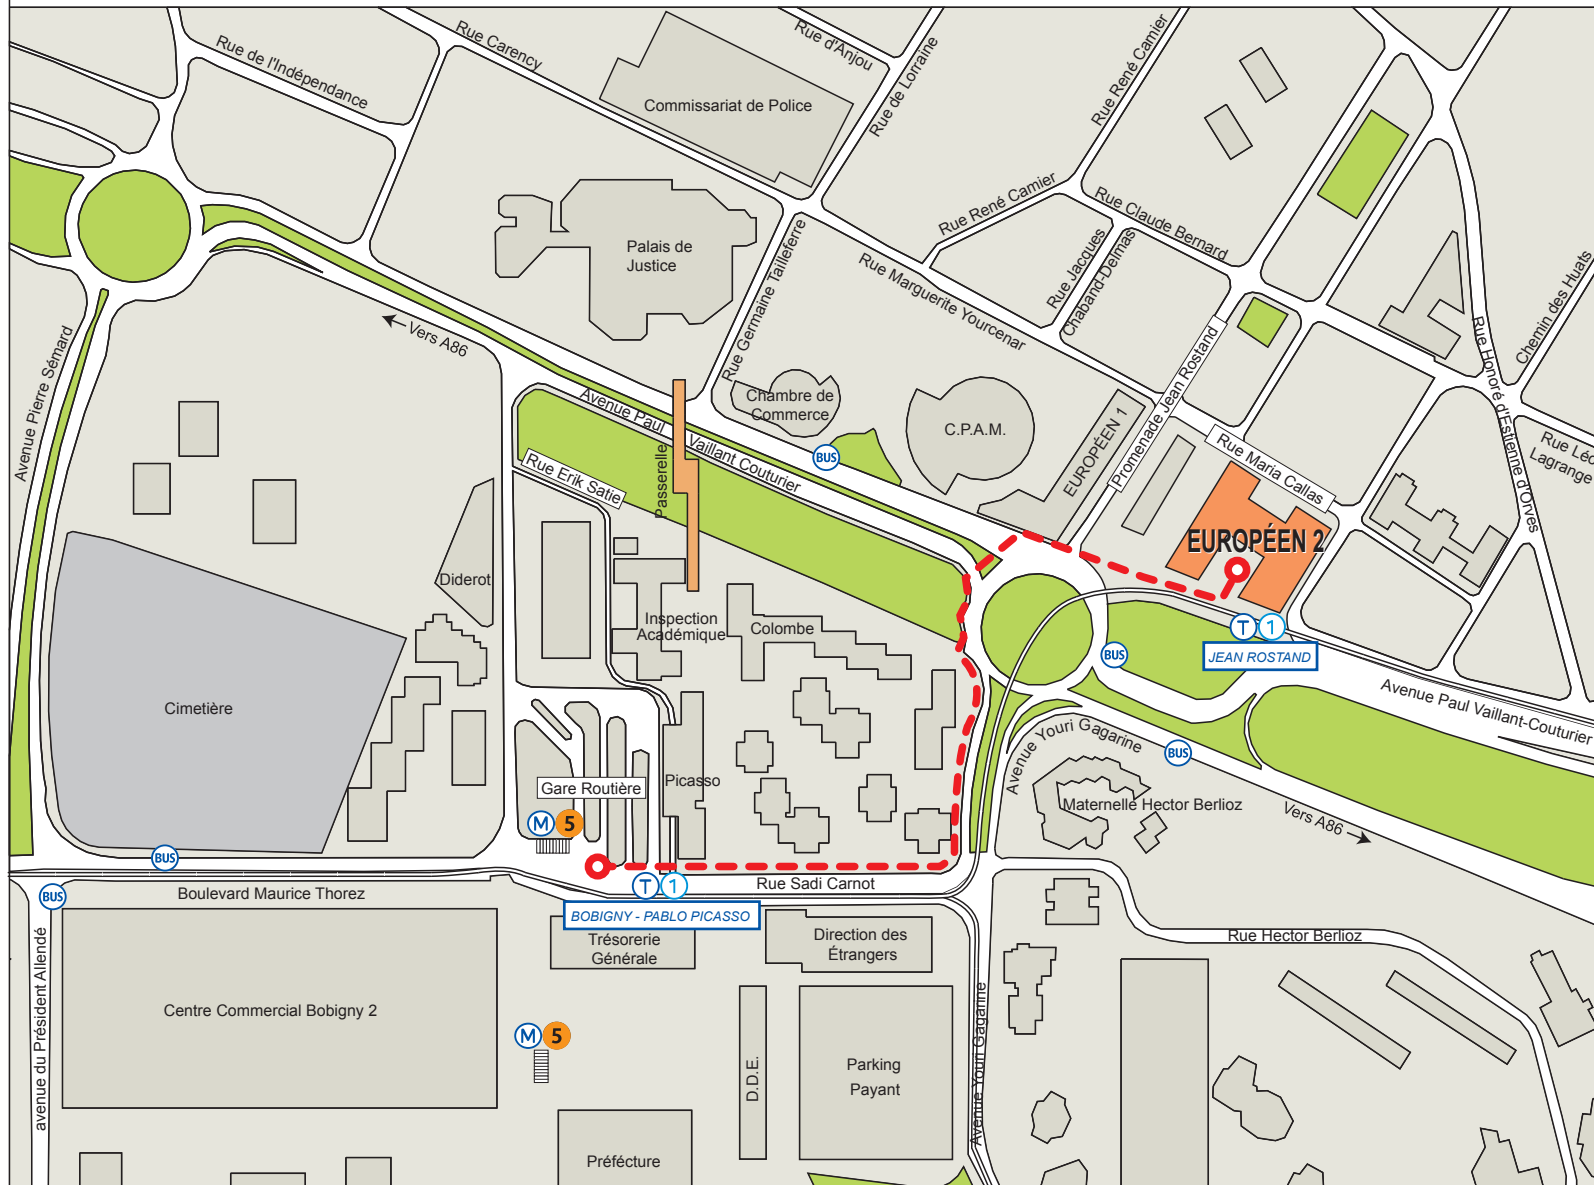 Rue Carency
Rue d'Anjou
Rue de l'Indépendance
Rue de Lorraine
Rue René Camier
Commissariat de Police
Rue René Camier
Rue Claude Bernard
Palais de
Justice
Rue Germaine Tailleferre
Rue Marguerite Yourcenar
Rue Jacques
Chaband-Delmas
Chemin des Huats
Vers A86
Avenue Pierre Sémard
Promenade Jean Rostand
Rue Honoré d'Estienne d'Orves
Avenue Paul
Vaillant Couturier
Chambre de
Commerce
C.P.A.M.
EUROPÉEN 1
Rue Maria Callas
Rue Léo
Lagrange
BUS
Rue Erik Satie
Passerelle
EUROPÉEN 2
Diderot
Inspection
Académique
Colombe
T 1
JEAN ROSTAND
BUS
Cimetière
Avenue Paul Vaillant-Couturier
Avenue Youri Gagarine
BUS
Picasso
Gare Routière
Maternelle Hector Berlioz
Vers A86
M 5
BUS
T 1
Rue Sadi Carnot
BUS
Boulevard Maurice Thorez
BOBIGNY - PABLO PICASSO
Trésorerie
Générale
Direction des
Étrangers
Rue Hector Berlioz
avenue du Président Allendé
Centre Commercial Bobigny 2
M 5
D.D.E.
Parking
Payant
Avenue Youri Gagarine
Préfécture